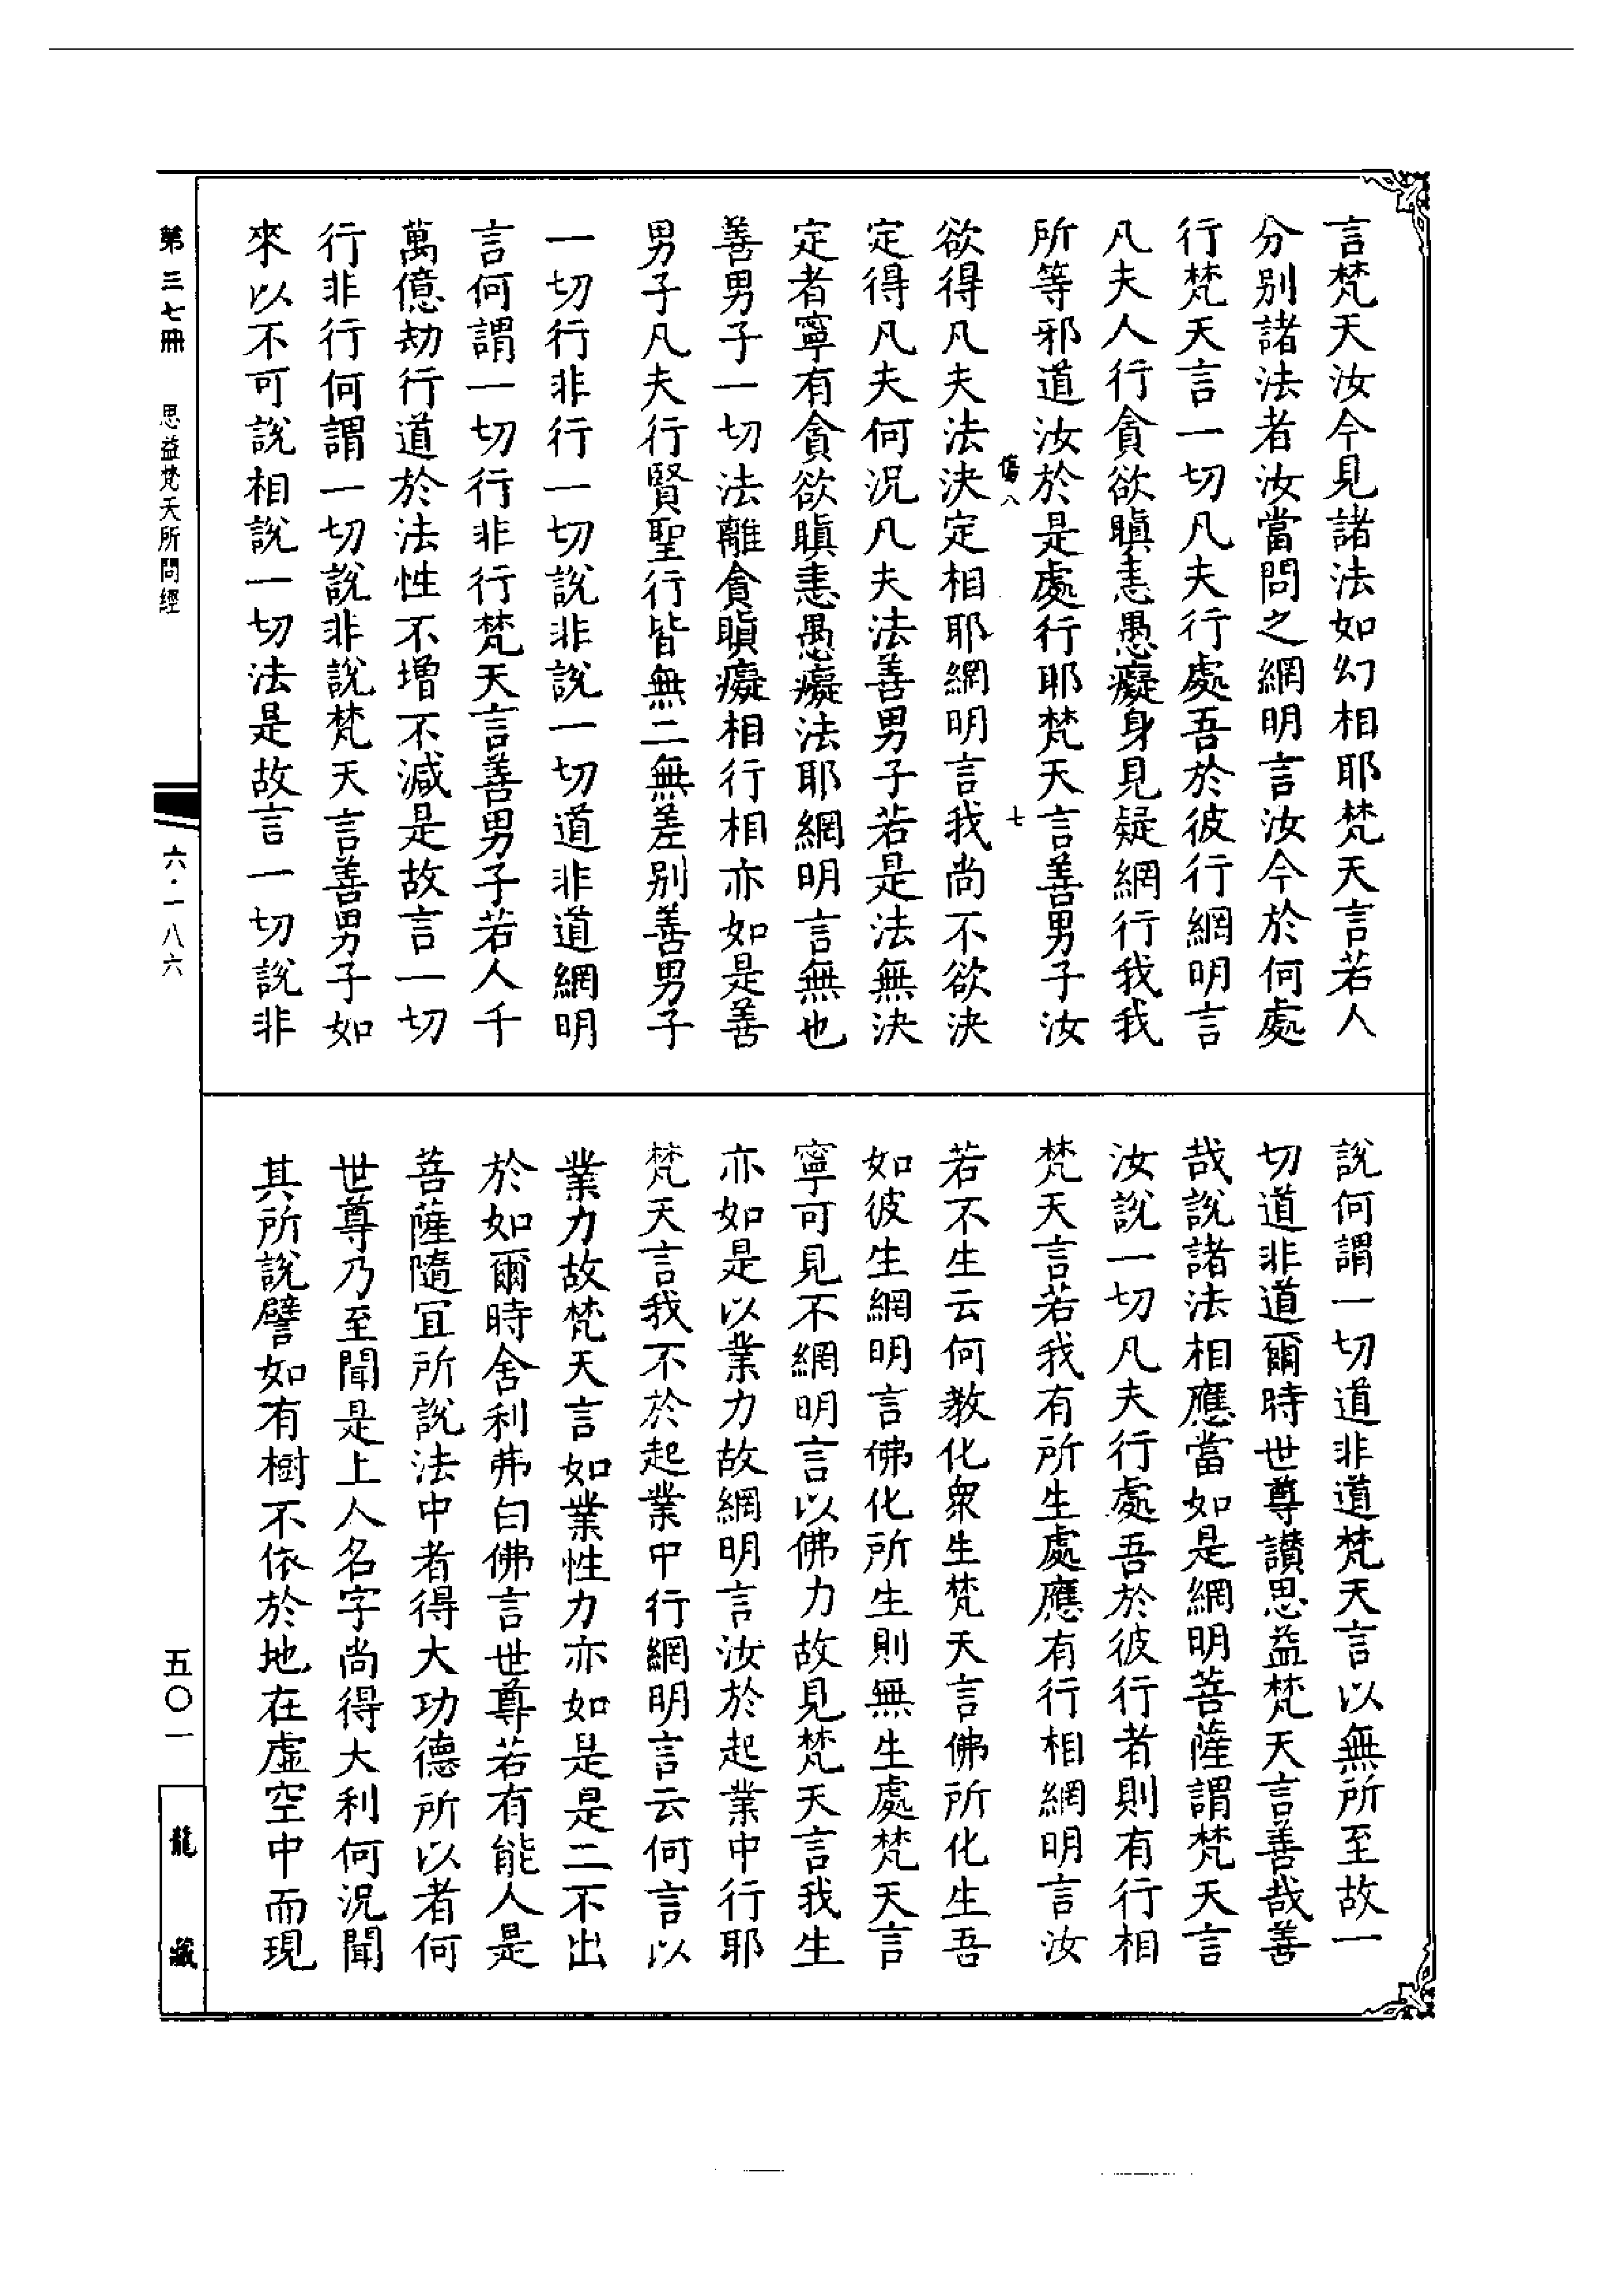 言梵天汝今見諸法如幻相耶梵天言若人
分別諸法者汝當問之網明言汝今於何處
行梵天言一切凡夫行處吾於彼行網明言
凡夫人行貪欲瞋恚愚癡身見疑網行我我
所等邪道汝於是處行耶梵天言善男子汝
七
欲得凡夫法決定相耶網明言我尚不欲決
定得凡夫何況凡夫法善男子若是法無決
定者寧有貪欲瞋恚愚癡法耶網明言無也
善男子一切法離貪瞋癡相行相亦如是善
男子凡夫行賢聖行皆無二無差別善男子
一切行非行一切說非說一切道非道網明
言何謂一切行非行梵天言善男子若人千
萬億劫行道於法性不增不減是故言一切
行非行何謂一切說非說梵天言善男子如
來以不可說相說一切法是故言一切說非
說何謂一切道非道梵天言以無所至故一
切道非道爾時世尊讃思益梵天言善哉善
哉說諸法相應當如是網明菩薩謂梵天言
汝說一切凡夫行處吾於彼行者則有行相
梵天言若我有所生處應有行相網明言汝
若不生云何教化衆生梵天言佛所化生吾
如彼生網明言佛化所生則無生處梵天言
寧可見不網明言以佛力故見梵天言我生
亦如是以業力故網明言汝於起業中行耶
梵天言我不於起業中行網明言云何言以
業力故梵天言如業性力亦如是是二不出
於如爾時舍利弗白佛言世尊若有能人是
菩薩隨宜所說法中者得大功德所以者何
世尊乃至聞是上人名字尚得大利何況聞
其所說譬如有樹不依於地在虛空中而現
第三七冊 思益梵天所問經
六·一八六
五〇一
龍藏